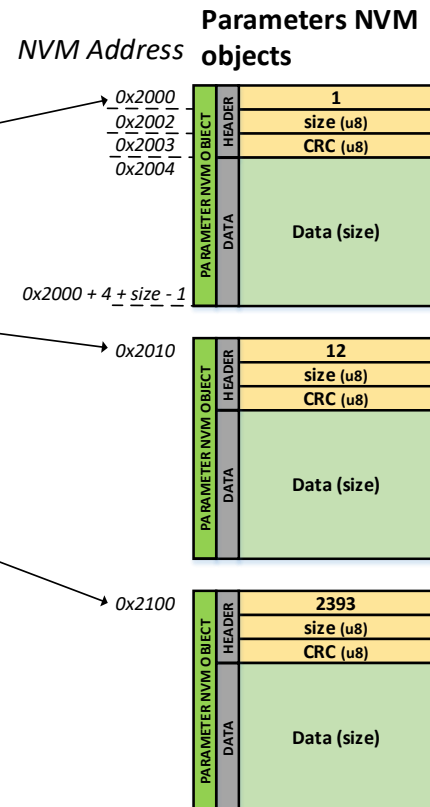 Parameters NVM
objects
NVM Address
0x2000
0x2002
0x2003
0x2004
0x2000 + 4 + size - 1
PARAMETER NVM OBJECT
HEADER
1
size (u8)
CRC (u8)
DATA
Data (size)
0x2010
PARAMETER NVM OBJECT
HEADER
12
size (u8)
CRC (u8)
DATA
Data (size)
0x2100
PARAMETER NVM OBJECT
HEADER
2393
size (u8)
CRC (u8)
DATA
Data (size)